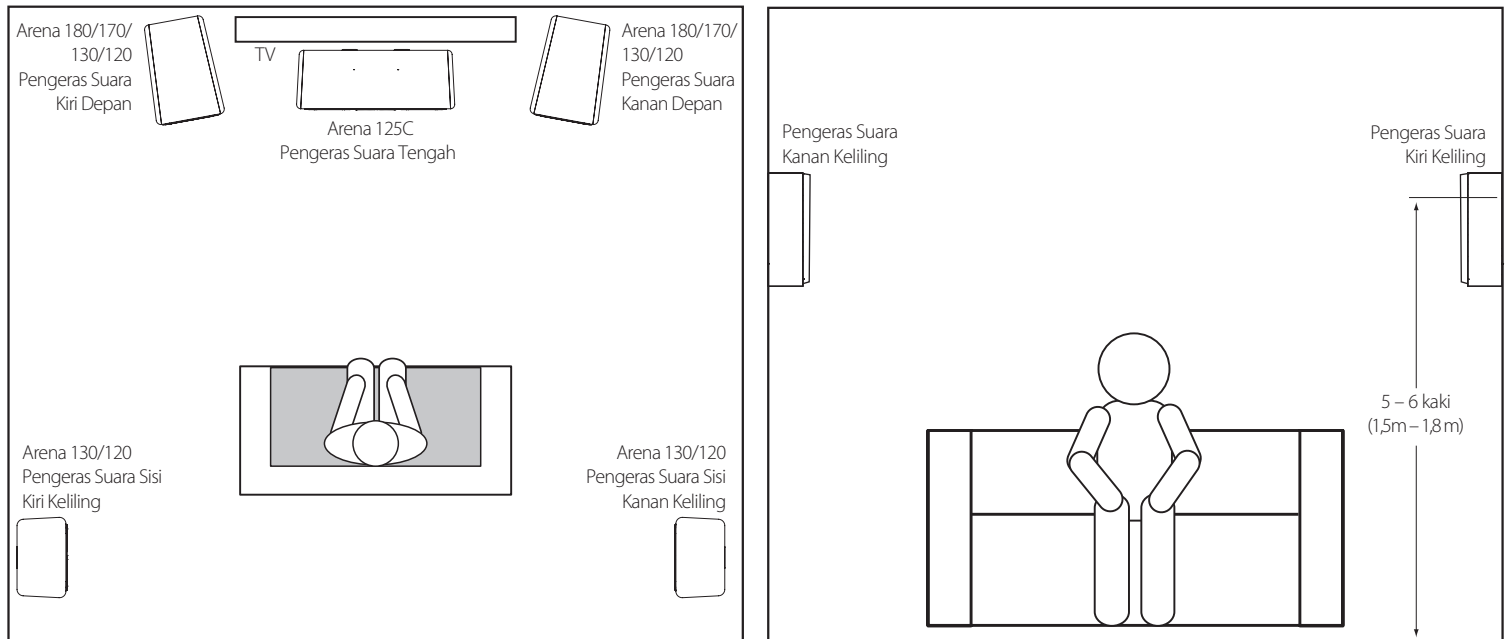 Arena 180/170/
130/120
Pengeras Suara
Kiri Depan
TV
Arena 125C
Pengeras Suara Tengah
Arena 180/170/
130/120
Pengeras Suara
Kanan Depan
Arena 130/120
Pengeras Suara Sisi
Kiri Keliling
Arena 130/120
Pengeras Suara Sisi
Kanan Keliling
Pengeras Suara
Kanan Keliling
Pengeras Suara
Kiri Keliling
5 – 6 kaki
(1,5m – 1,8 m)